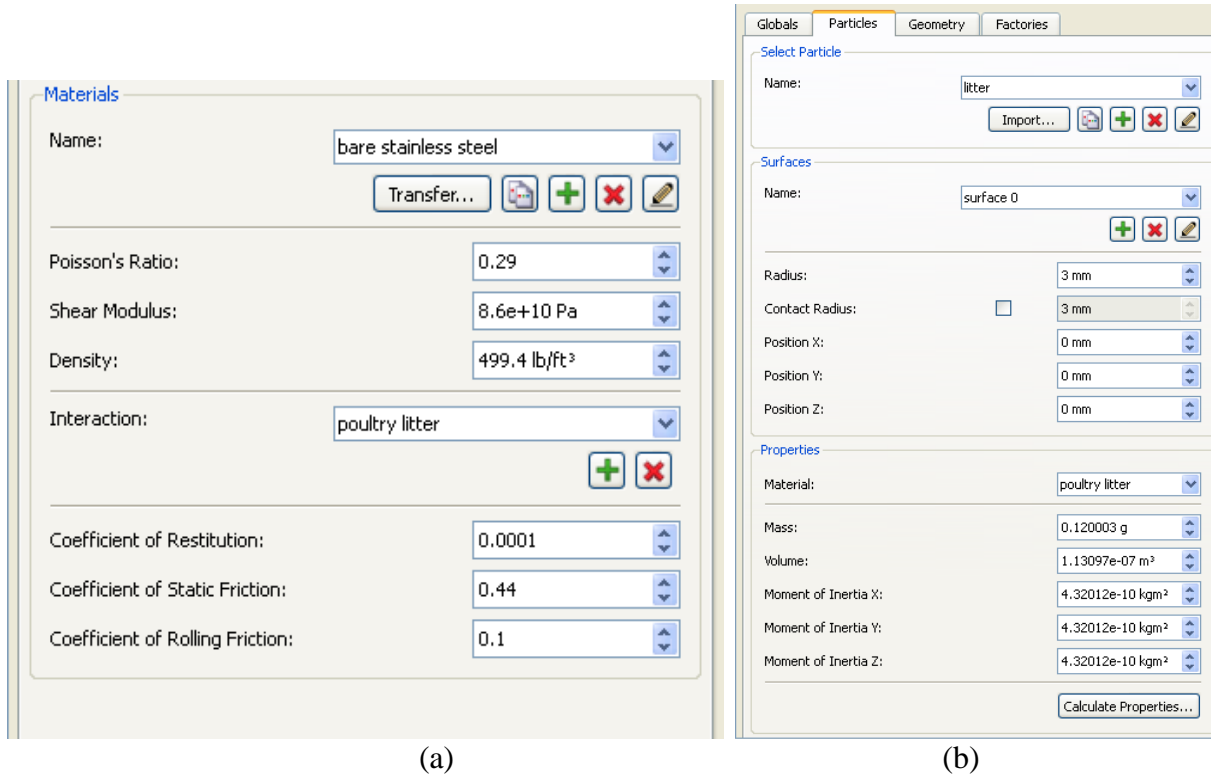 Materials
Name:
bare stainless steel
Transfer...
Poisson's Ratio:
0.29
Shear Modulus:
8.6e+10 Pa
Density:
499.4 lb/ft³
Interaction:
poultry litter
Coefficient of Restitution:
0.0001
Coefficient of Static Friction:
0.44
Coefficient of Rolling Friction:
0.1
(a)
Globals
Particles
Geometry
Factories
Select Particle
Name:
litter
Import...
Surfaces
Name:
surface 0
Radius:
3 mm
Contact Radius:
3 mm
Position X:
0 mm
Position Y:
0 mm
Position Z:
0 mm
Properties
Material:
poultry litter
Mass:
0.120003 g
Volume:
1.13097e-07 m³
Moment of Inertia X:
4.32012e-10 kgm²
Moment of Inertia Y:
4.32012e-10 kgm²
Moment of Inertia Z:
4.32012e-10 kgm²
Calculate Properties...
(b)